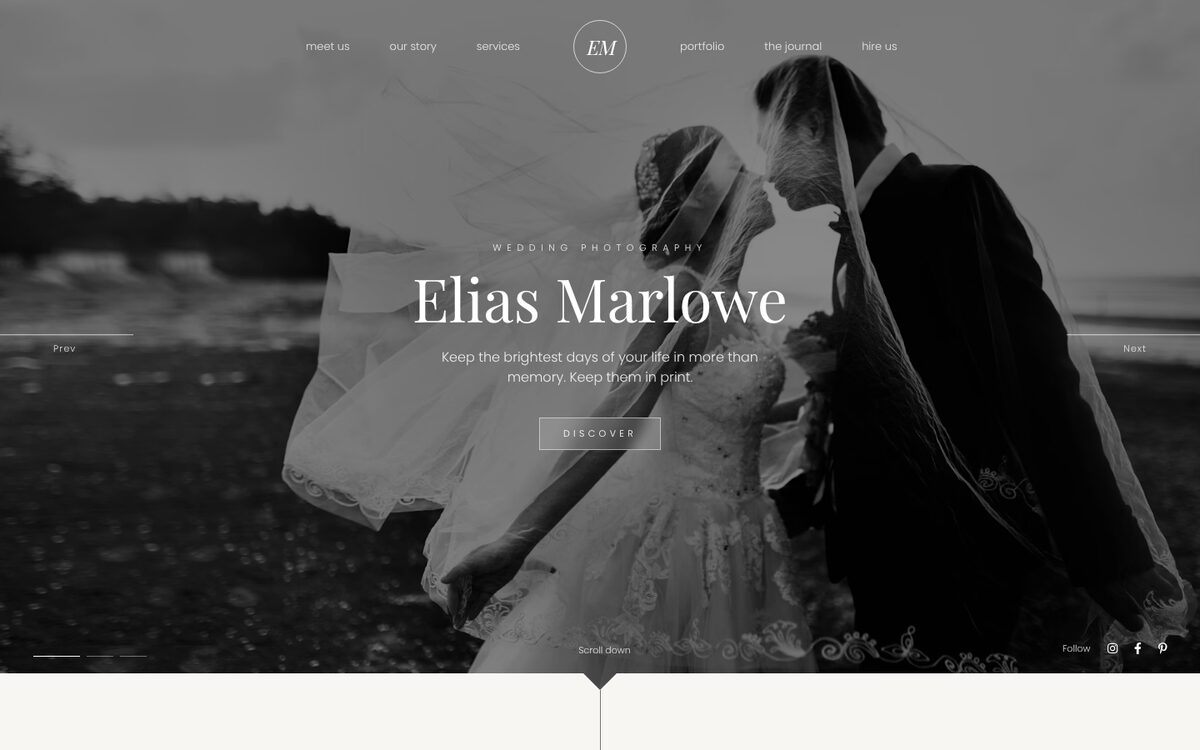 meet us
our story
services
EM
portfolio
the journal
hire us
WEDDING PHOTOGRAPHY
Elias Marlowe
Prev
Next
Keep the brightest days of your life in more than
memory. Keep them in print.
DISCOVER
Scroll down
Follow